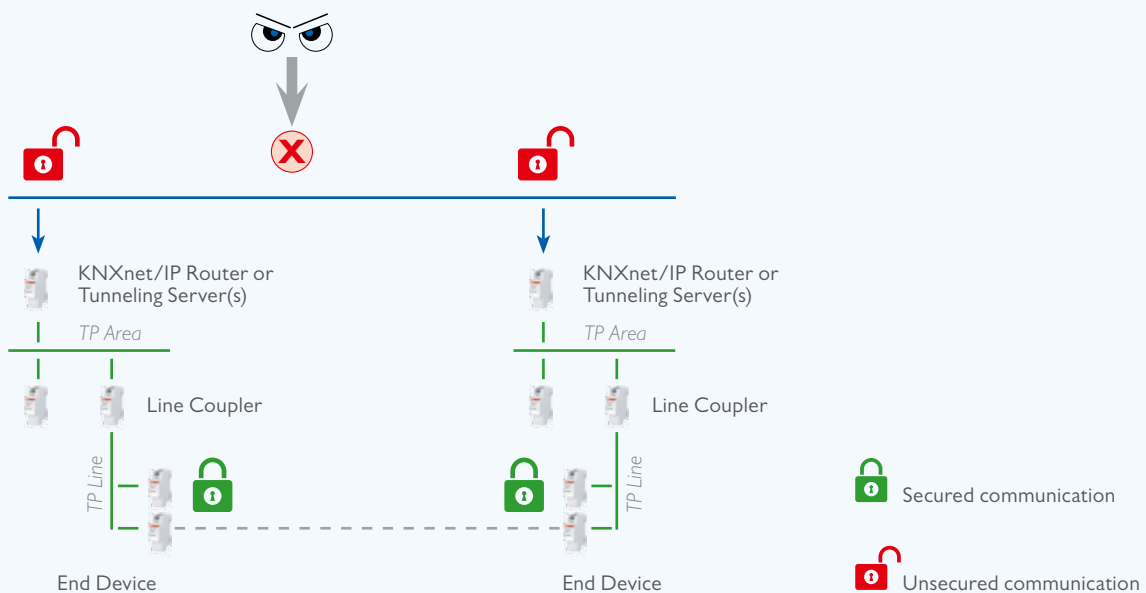 X
KNXnet/IP Router or
Tunneling Server(s)
TP Area
Line Coupler
TP Line
End Device
KNXnet/IP Router or
Tunneling Server(s)
TP Area
Line Coupler
TP Line
End Device
Secured communication
Unsecured communication